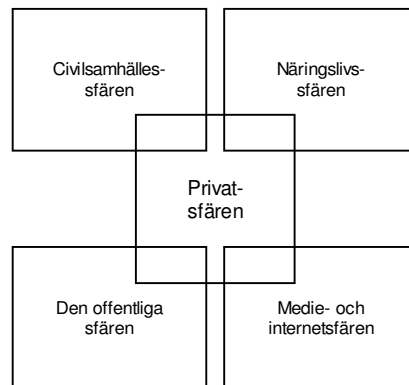 Civilsamhälles-
sfären
Näringslivs-
sfären
Privat-
sfären
Den offentliga
sfären
Medie- och
internetsfären